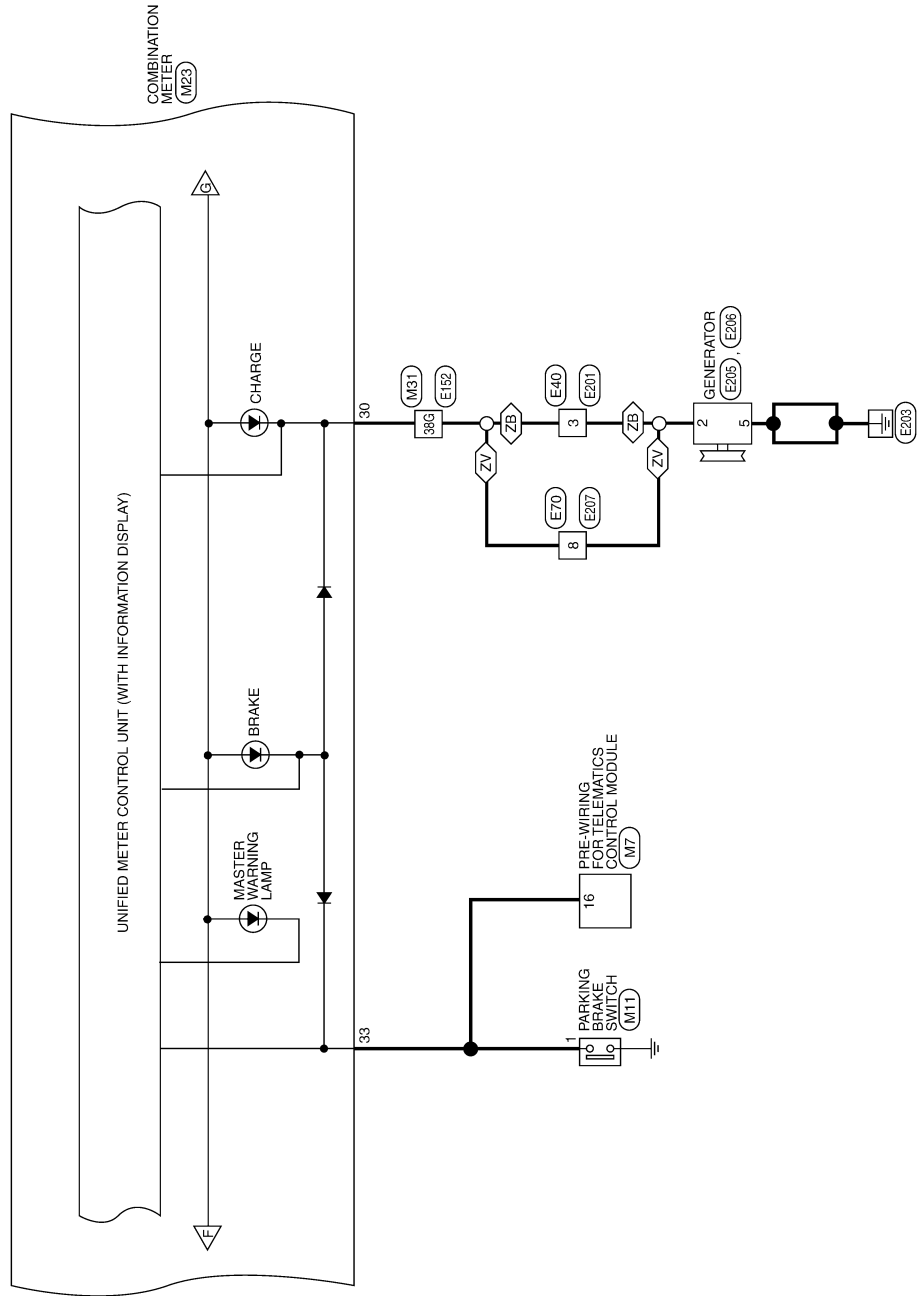 COMBINATION
METER
M23
UNIFIED METER CONTROL UNIT (WITH INFORMATION DISPLAY)
F
G
MASTER
WARNING
LAMP
BRAKE
CHARGE
33
30
M31
38G
E152
ZV
ZB
E70
8
E207
E40
3
E201
ZV
ZB
1
PARKING
BRAKE
SWITCH
M11
16
PRE-WIRING
FOR TELEMATICS
CONTROL MODULE
M7
2
5
GENERATOR
E205 , E206
E203